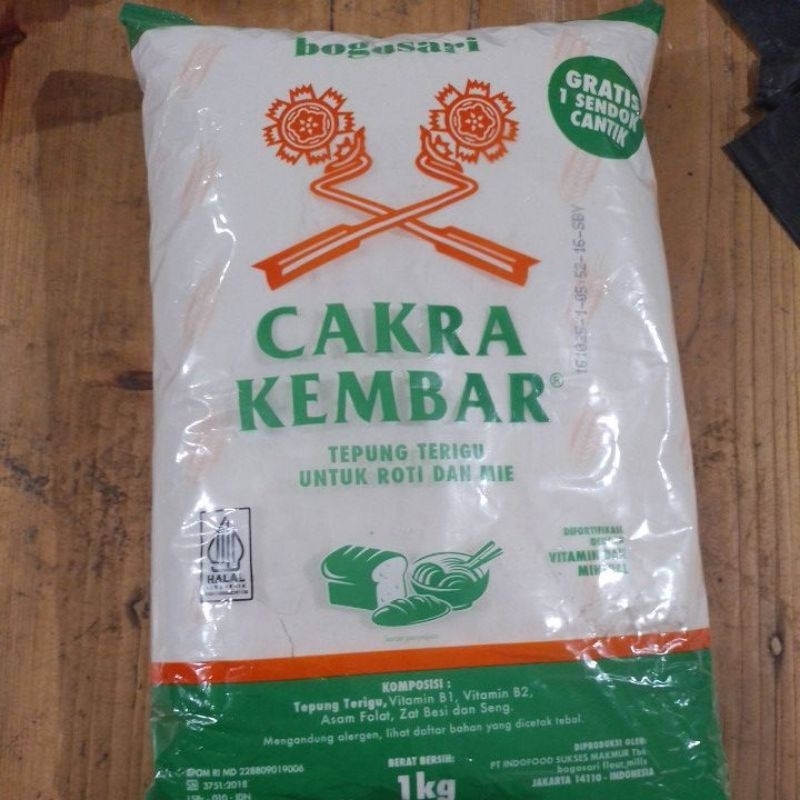 bogasari
GRATIS
1 SENDOK
CANTIK
CAKRA
KEMBAR®
TEPUNG TERIGU
UNTUK ROTI DAN MIE
HALAL
DIFORTIFIKASI
DENGAN
VITAMIN DAN
MINERAL
KOMPOSISI :
Tepung Terigu, Vitamin B1, Vitamin B2,
Asam Folat, Zat Besi dan Seng.
Mengandung alergen, lihat daftar bahan yang dicetak tebal.
BPOM RI MD 228809019006
SNI 3751:2018
BERAT BERSIH:
1kg
DIPRODUKSI OLEH:
PT INDOFOOD SUKSES MAKMUR Tbk
bogasari flour mills
JAKARTA 14110 - INDONESIA